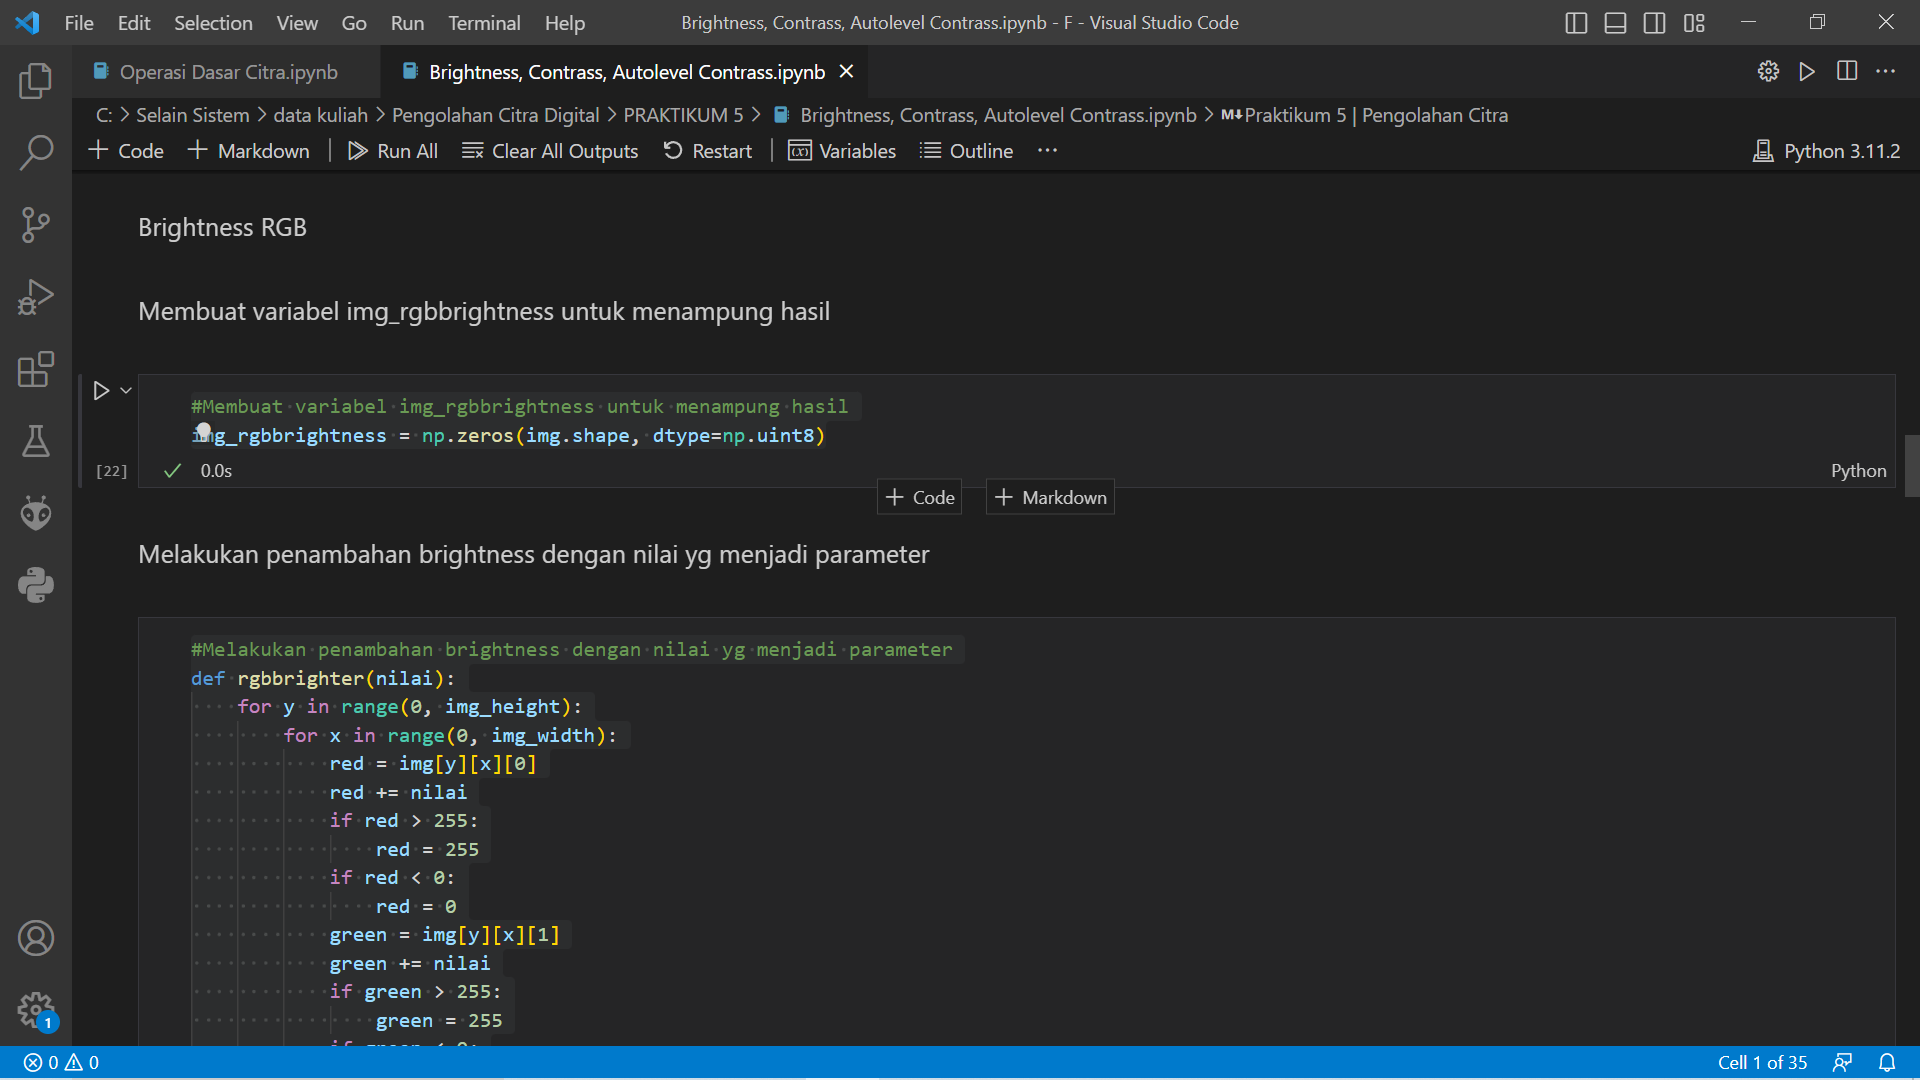 File Edit Selection View Go Run Terminal Help Brightness, Contrass, Autolevel Contrass.ipynb - F - Visual Studio Code
Operasi Dasar Citra.ipynb Brightness, Contrass, Autolevel Contrass.ipynb
C: > Selain Sistem > data kuliah > Pengolahan Citra Digital > PRAKTIKUM 5 > Brightness, Contrass, Autolevel Contrass.ipynb > M↓Praktikum 5 | Pengolahan Citra
+ Code + Markdown | Run All Clear All Outputs Restart | Variables Outline ··· Python 3.11.2
Brightness RGB
Membuat variabel img_rgbbrightness untuk menampung hasil
#Membuat variabel img_rgbbrightness untuk menampung hasil
img_rgbbrightness = np.zeros(img.shape, dtype=np.uint8)
[22] ✓ 0.0s Python
+ Code + Markdown
Melakukan penambahan brightness dengan nilai yg menjadi parameter
#Melakukan penambahan brightness dengan nilai yg menjadi parameter
def rgbbrighter(nilai):
for y in range(0, img_height):
for x in range(0, img_width):
red = img[y][x][0]
red += nilai
if red > 255:
red = 255
if red < 0:
red = 0
green = img[y][x][1]
green += nilai
if green > 255:
green = 255
if green < 0:
1
0 0 Cell 1 of 35